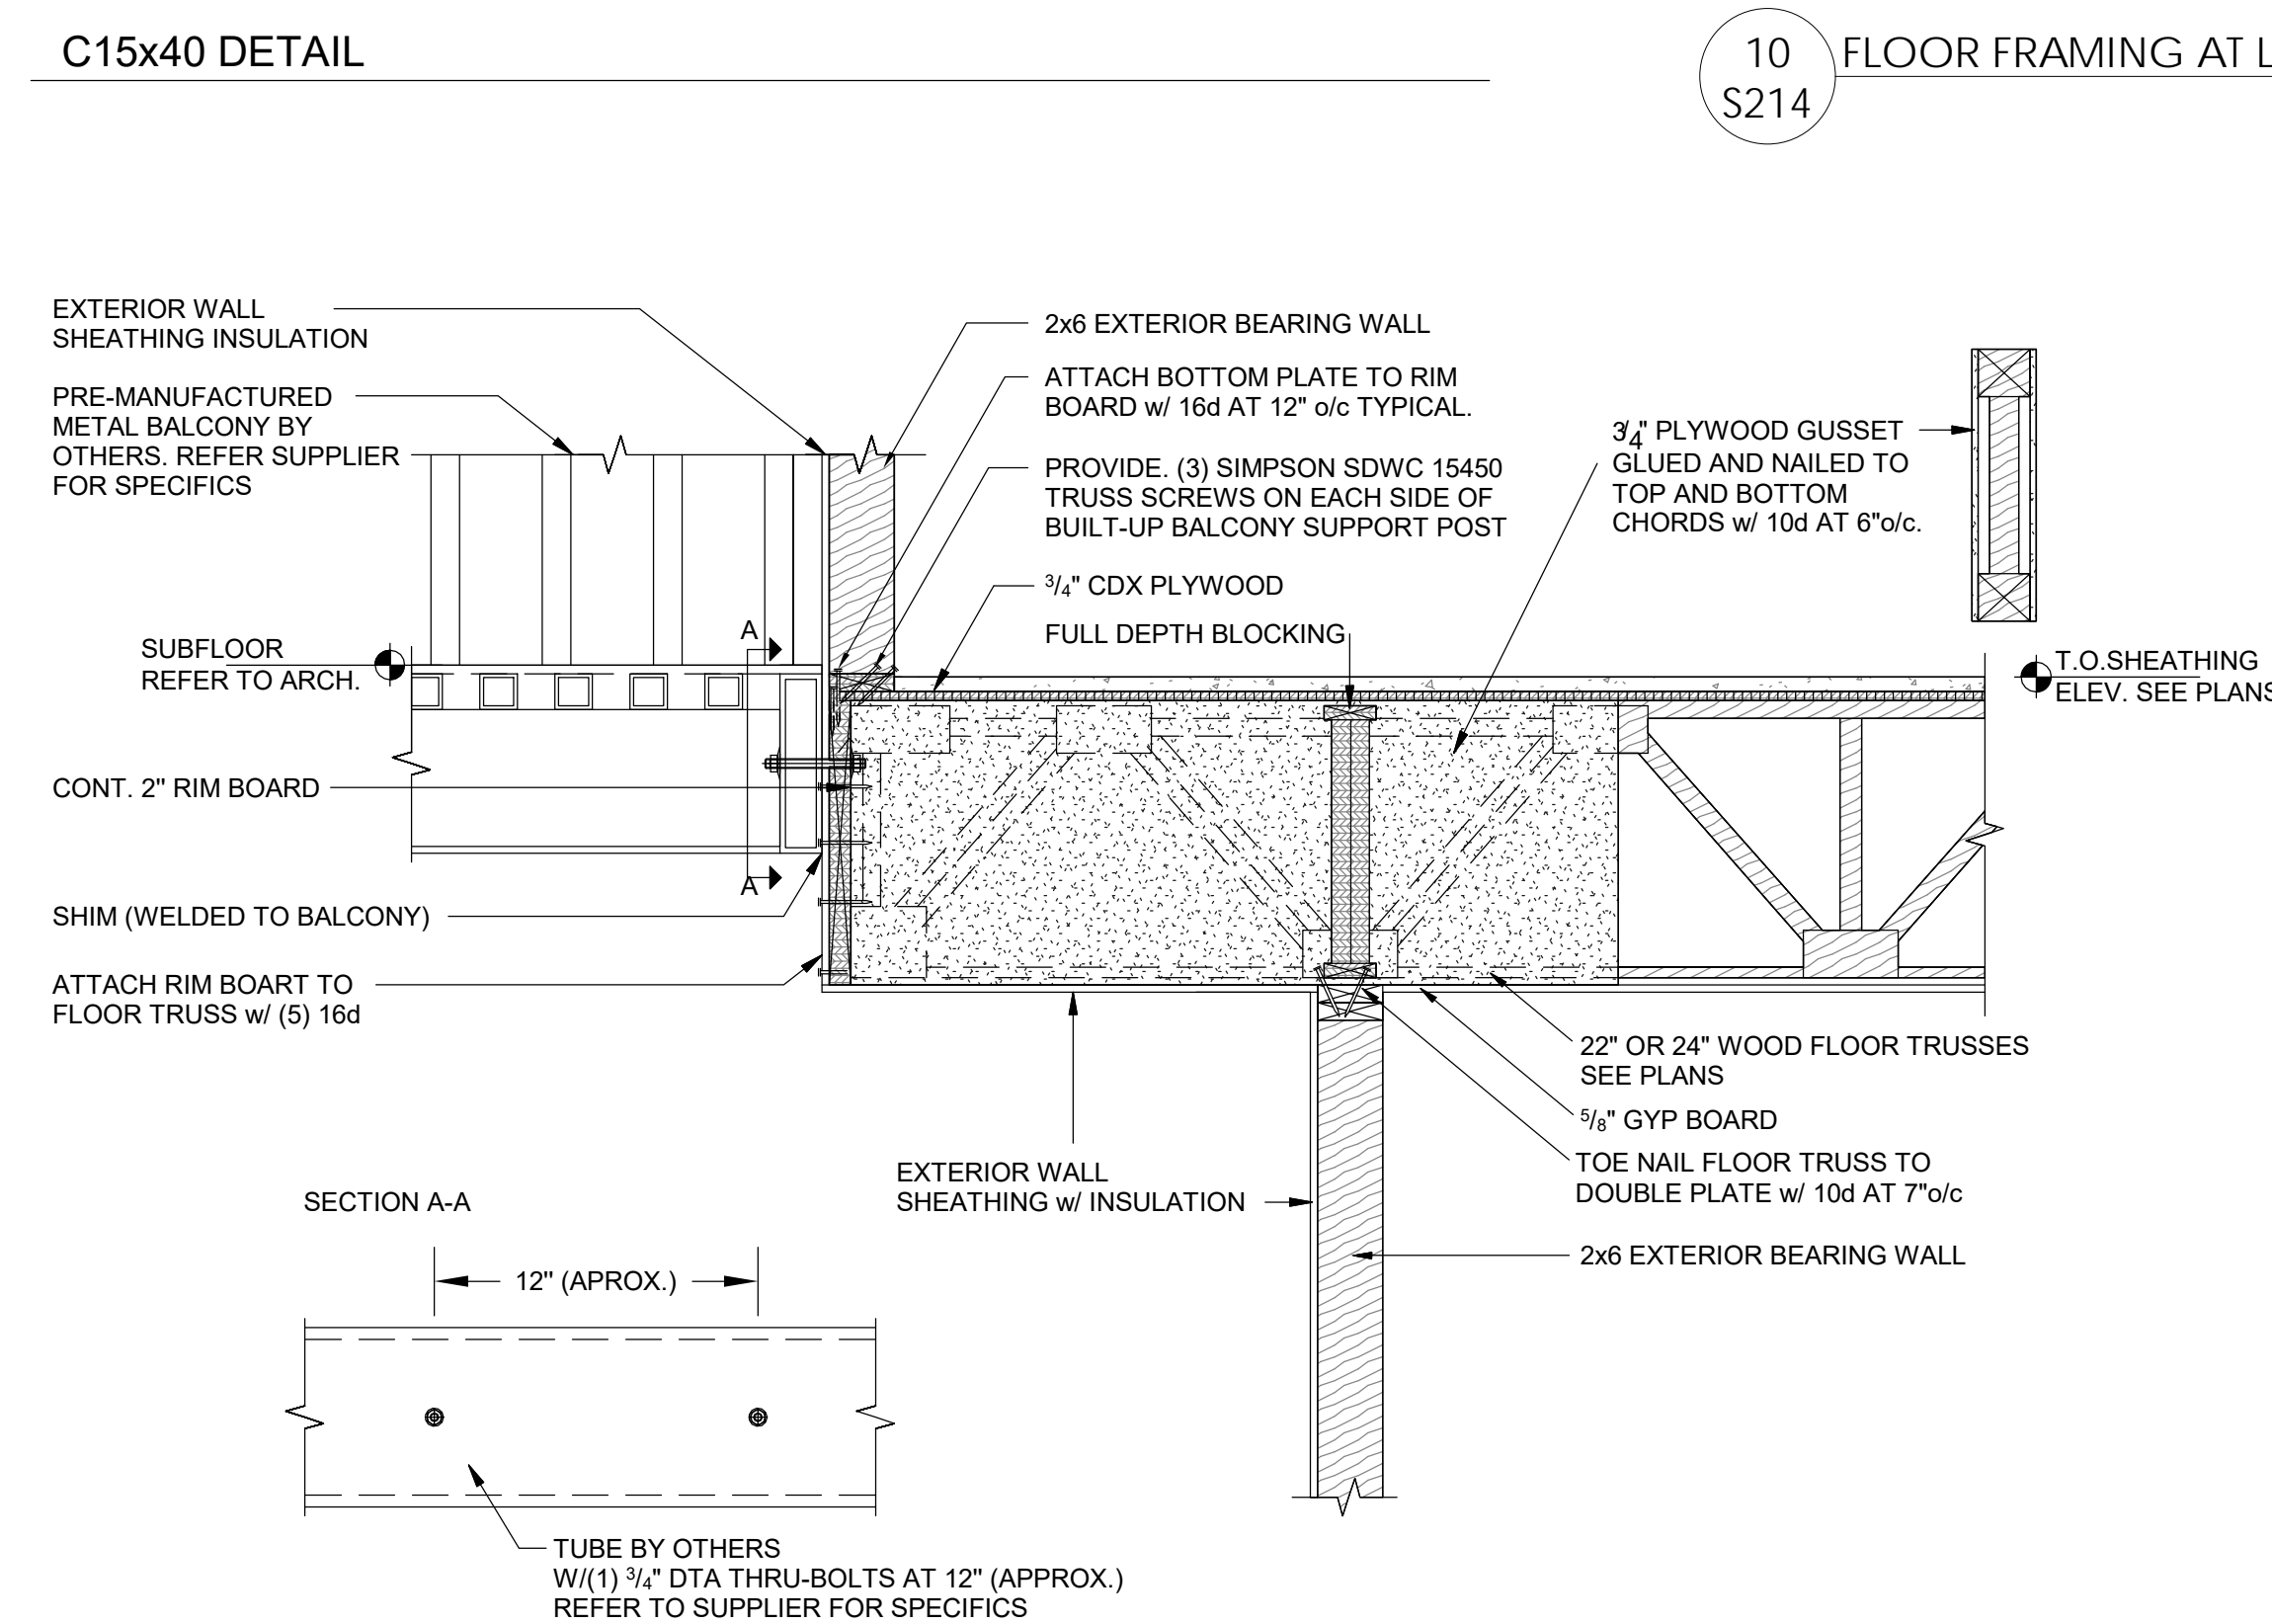 C15x40 DETAIL
10
S214
FLOOR FRAMING AT L
EXTERIOR WALL
SHEATHING INSULATION
PRE-MANUFACTURED
METAL BALCONY BY
OTHERS. REFER SUPPLIER
FOR SPECIFICS
SUBFLOOR
REFER TO ARCH.
CONT. 2" RIM BOARD
SHIM (WELDED TO BALCONY)
ATTACH RIM BOART TO
FLOOR TRUSS w/ (5) 16d
A
A
2x6 EXTERIOR BEARING WALL
ATTACH BOTTOM PLATE TO RIM
BOARD w/ 16d AT 12" o/c TYPICAL.
PROVIDE. (3) SIMPSON SDWC 15450
TRUSS SCREWS ON EACH SIDE OF
BUILT-UP BALCONY SUPPORT POST
3/4" CDX PLYWOOD
FULL DEPTH BLOCKING
3/4" PLYWOOD GUSSET
GLUED AND NAILED TO
TOP AND BOTTOM
CHORDS w/ 10d AT 6"o/c.
T.O.SHEATHING
ELEV. SEE PLANS
22" OR 24" WOOD FLOOR TRUSSES
SEE PLANS
5/8" GYP BOARD
TOE NAIL FLOOR TRUSS TO
DOUBLE PLATE w/ 10d AT 7"o/c
2x6 EXTERIOR BEARING WALL
EXTERIOR WALL
SHEATHING w/ INSULATION
SECTION A-A
12" (APROX.)
TUBE BY OTHERS
W/(1) 3/4" DTA THRU-BOLTS AT 12" (APPROX.)
REFER TO SUPPLIER FOR SPECIFICS